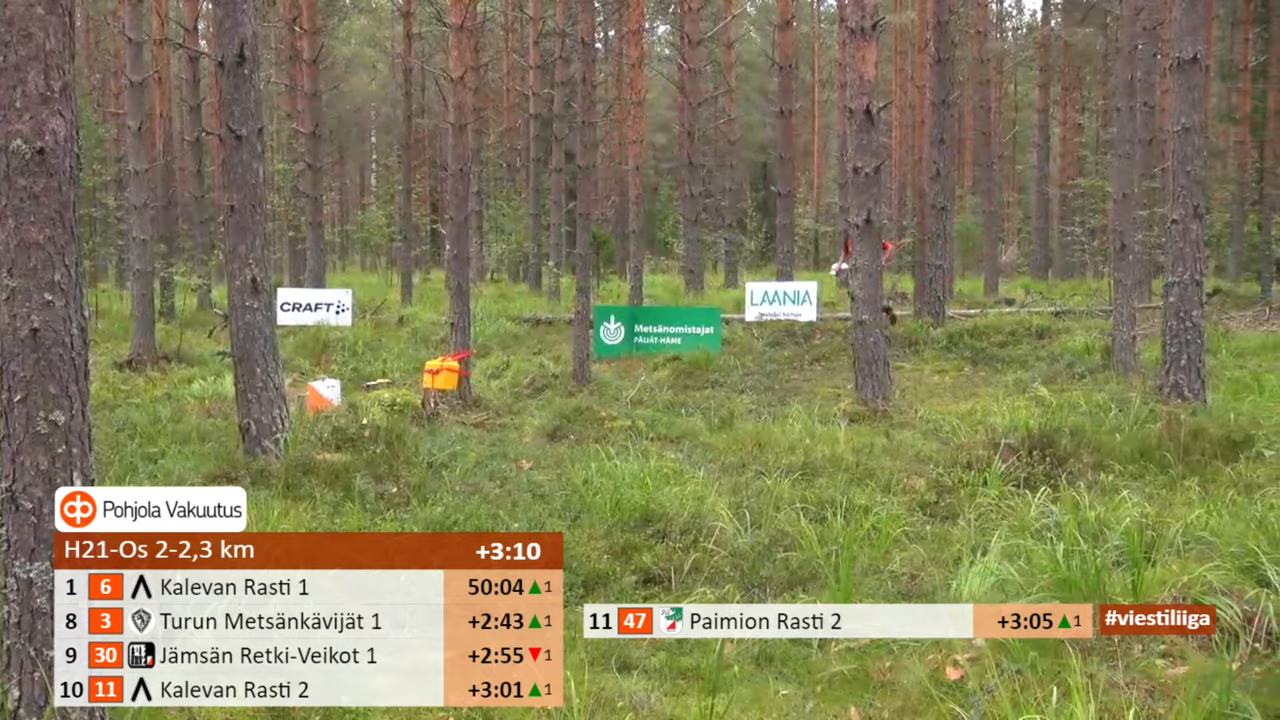 CRAFT
Metsänomistajat
PÄIJÄT-HÄME
LAANIA
Pohjola Vakuutus
H21-Os 2-2,3 km +3:10
1 6 Kalevan Rasti 1 50:04 ▲1
8 3 Turun Metsänkävijät 1 +2:43 ▲1
9 30 Jämsän Retki-Veikot 1 +2:55 ▼1
10 11 Kalevan Rasti 2 +3:01 ▲1
11 47 Paimion Rasti 2 +3:05 ▲1
#viestiliiga